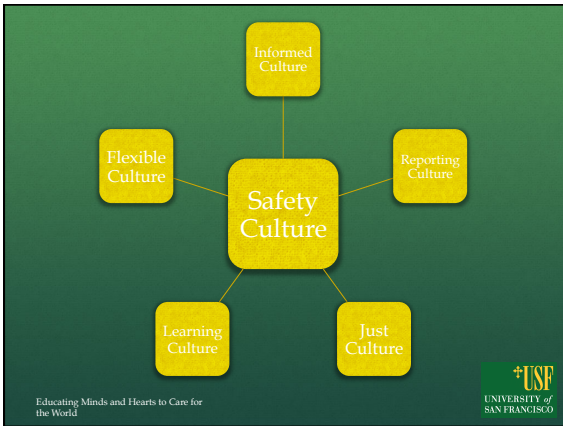 Informed
Culture
Flexible
Culture
Reporting
Culture
Safety
Culture
Learning
Culture
Just
Culture
Educating Minds and Hearts to Care for
the World
USF
UNIVERSITY of
SAN FRANCISCO